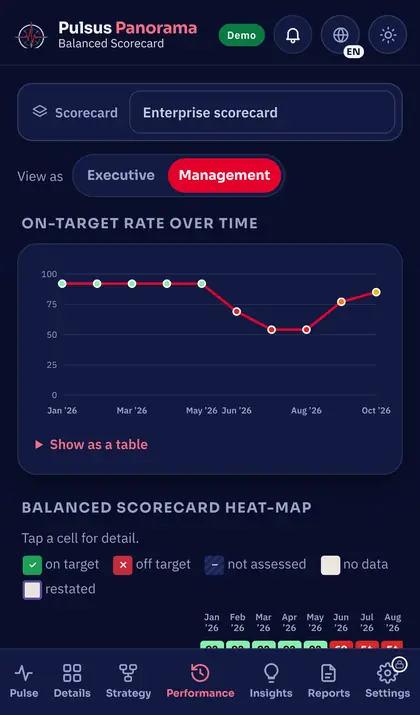 Pulsus Panorama
Balanced Scorecard
Demo
EN
Scorecard
Enterprise scorecard
View as
Executive
Management
ON-TARGET RATE OVER TIME
100
75
50
25
0
Jan '26
Mar '26
May '26
Jun '26
Aug '26
Oct '26
Show as a table
BALANCED SCORECARD HEAT-MAP
Tap a cell for detail.
on target
off target
not assessed
no data
restated
Jan '26
Feb '26
Mar '26
Apr '26
May '26
Jun '26
Jul '26
Aug '26
Pulse
Details
Strategy
Performance
Insights
Reports
Settings